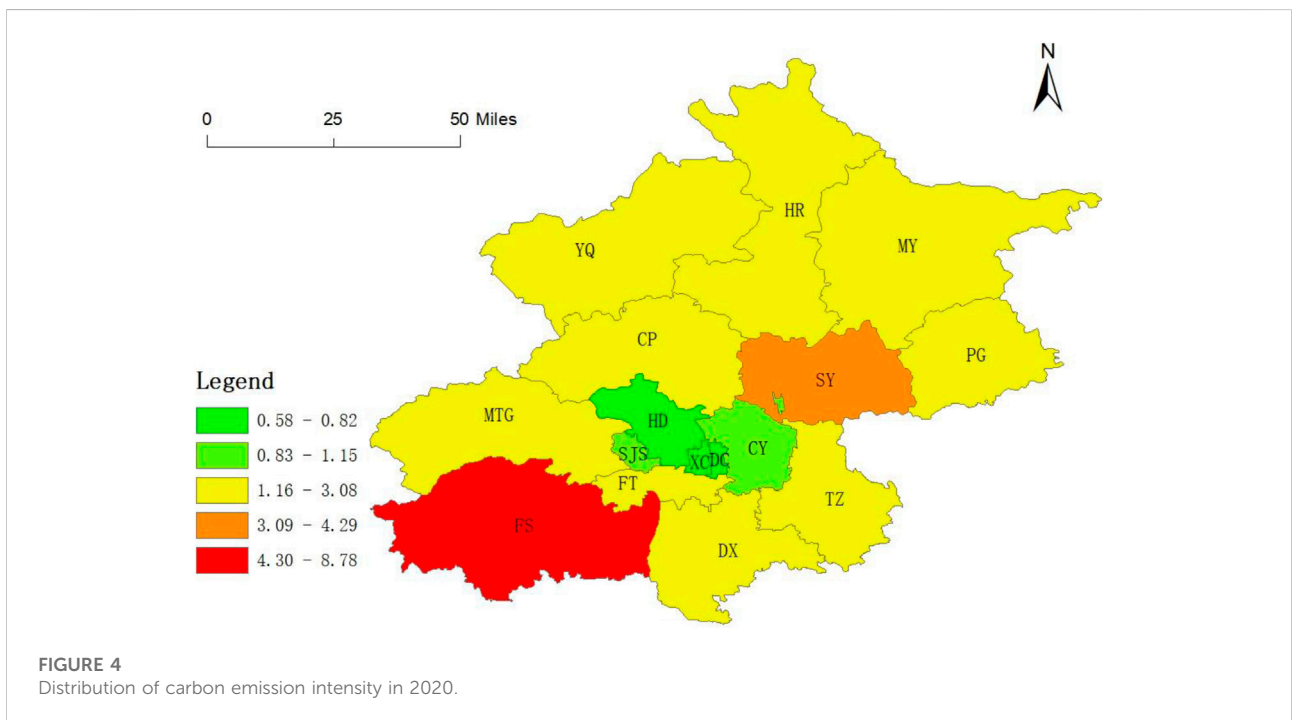 N
0 25 50 Miles
HR
YQ
MY
CP
PG
SY
Legend
0.58 - 0.82
0.83 - 1.15
1.16 - 3.08
3.09 - 4.29
4.30 - 8.78
MTG
HD
SJS
XC
DC
CY
FT
TZ
FS
DX
FIGURE 4
Distribution of carbon emission intensity in 2020.